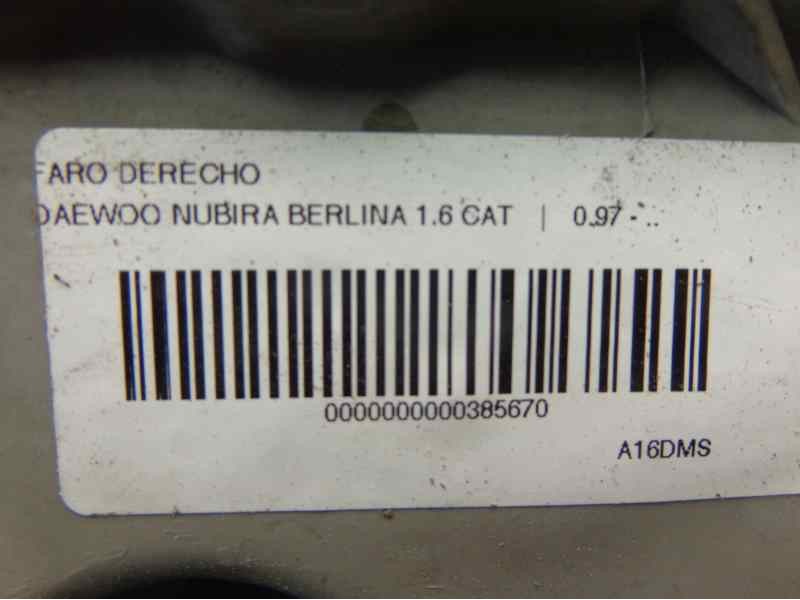 FARO DERECHO
DAEWOO NUBIRA BERLINA 1.6 CAT | 0.97 - ..
0000000000385670
A16DMS